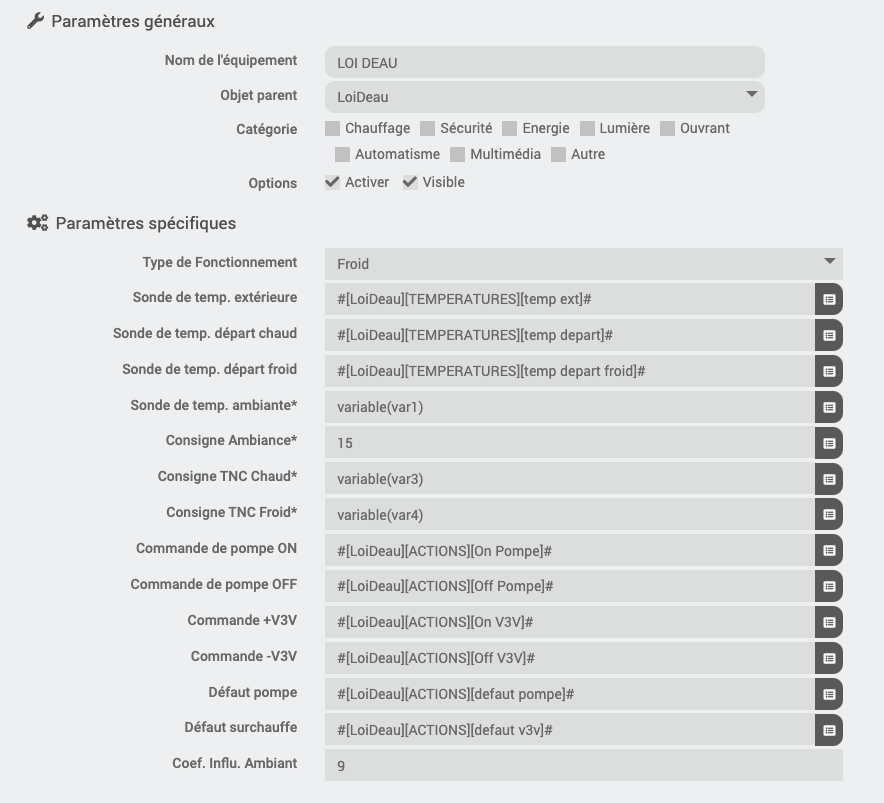 Paramètres généraux
Nom de l'équipement LOI DEAU
Objet parent LoiDeau
Catégorie Chauffage Sécurité Energie Lumière Ouvrant
Automatisme Multimédia Autre
Options Activer Visible
Paramètres spécifiques
Type de Fonctionnement Froid
Sonde de temp. extérieure #[LoiDeau][TEMPERATURES][temp ext]#
Sonde de temp. départ chaud #[LoiDeau][TEMPERATURES][temp depart]#
Sonde de temp. départ froid #[LoiDeau][TEMPERATURES][temp depart froid]#
Sonde de temp. ambiante* variable(var1)
Consigne Ambiance* 15
Consigne TNC Chaud* variable(var3)
Consigne TNC Froid* variable(var4)
Commande de pompe ON #[LoiDeau][ACTIONS][On Pompe]#
Commande de pompe OFF #[LoiDeau][ACTIONS][Off Pompe]#
Commande +V3V #[LoiDeau][ACTIONS][On V3V]#
Commande -V3V #[LoiDeau][ACTIONS][Off V3V]#
Défaut pompe #[LoiDeau][ACTIONS][defaut pompe]#
Défaut surchauffe #[LoiDeau][ACTIONS][defaut v3v]#
Coef. Influ. Ambiant 9